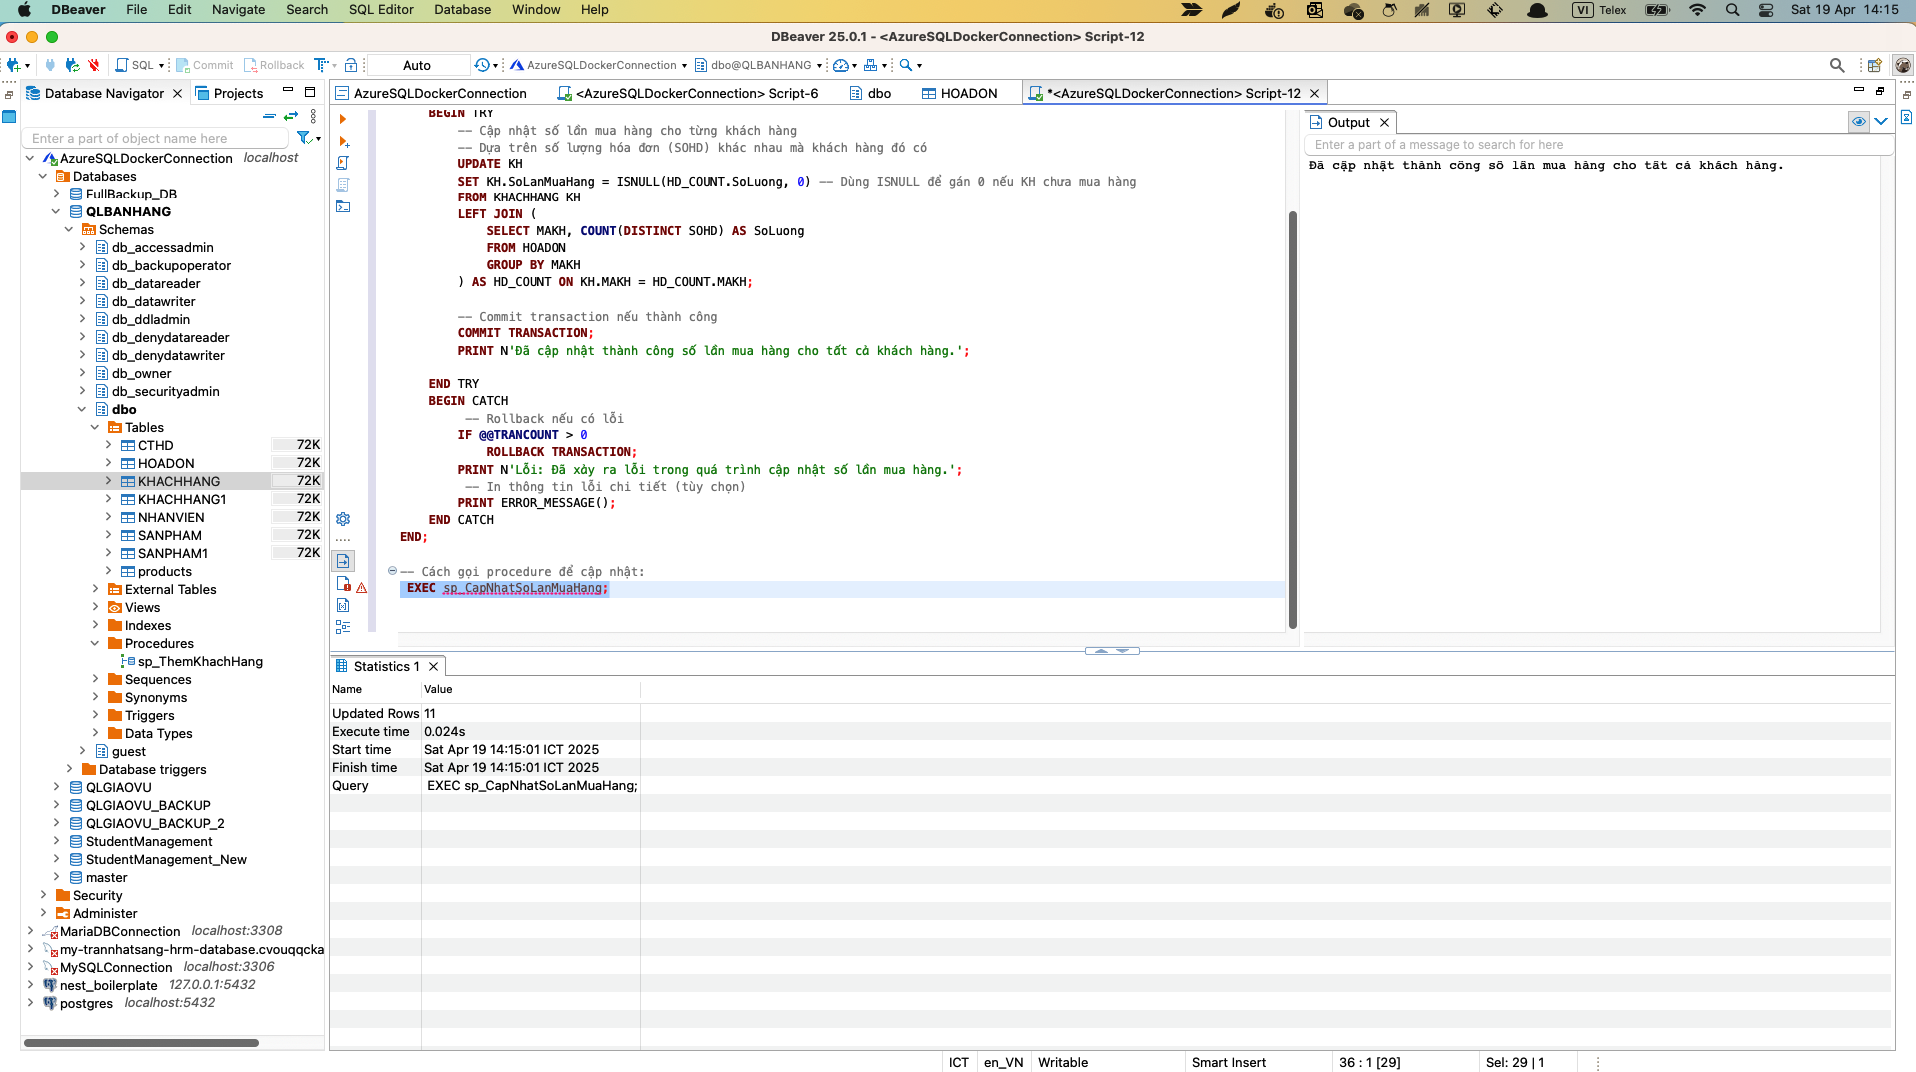 DBeaver File Edit Navigate Search SQL Editor Database Window Help VI Telex Sat 19 Apr 14:15
DBeaver 25.0.1 - <AzureSQLDockerConnection> Script-12
SQL Commit Rollback Auto AzureSQLDockerConnection dbo@QLBANHANG
Database Navigator Projects
Enter a part of object name here
AzureSQLDockerConnection localhost
Databases
FullBackup_DB
QLBANHANG
Schemas
db_accessadmin
db_backupoperator
db_datareader
db_datawriter
db_ddladmin
db_denydatareader
db_denydatawriter
db_owner
db_securityadmin
dbo
Tables
CTHD 72K
HOADON 72K
KHACHHANG 72K
KHACHHANG1 72K
NHANVIEN 72K
SANPHAM 72K
SANPHAM1 72K
products
External Tables
Views
Indexes
Procedures
sp_ThemKhachHang
Sequences
Synonyms
Triggers
Data Types
guest
Database triggers
QLGIAOVU
QLGIAOVU_BACKUP
QLGIAOVU_BACKUP_2
StudentManagement
StudentManagement_New
master
Security
Administer
MariaDBConnection localhost:3308
my-trannhatsang-hrm-database.cvouqqcka
MySQLConnection localhost:3306
nest_boilerplate 127.0.0.1:5432
postgres localhost:5432
AzureSQLDockerConnection <AzureSQLDockerConnection> Script-6 dbo HOADON *<AzureSQLDockerConnection> Script-12
BEGIN TRY
-- Cập nhật số lần mua hàng cho từng khách hàng
-- Dựa trên số lượng hóa đơn (SOHD) khác nhau mà khách hàng đó có
UPDATE KH
SET KH.SoLanMuaHang = ISNULL(HD_COUNT.SoLuong, 0) -- Dùng ISNULL để gán 0 nếu KH chưa mua hàng
FROM KHACHHANG KH
LEFT JOIN (
SELECT MAKH, COUNT(DISTINCT SOHD) AS SoLuong
FROM HOADON
GROUP BY MAKH
) AS HD_COUNT ON KH.MAKH = HD_COUNT.MAKH;
-- Commit transaction nếu thành công
COMMIT TRANSACTION;
PRINT N'Đã cập nhật thành công số lần mua hàng cho tất cả khách hàng.';
END TRY
BEGIN CATCH
-- Rollback nếu có lỗi
IF @@TRANCOUNT > 0
ROLLBACK TRANSACTION;
PRINT N'Lỗi: Đã xảy ra lỗi trong quá trình cập nhật số lần mua hàng.';
-- In thông tin lỗi chi tiết (tùy chọn)
PRINT ERROR_MESSAGE();
END CATCH
END;
-- Cách gọi procedure để cập nhật:
EXEC sp_CapNhatSoLanMuaHang;
Output
Enter a part of a message to search for here
Đã cập nhật thành công số lần mua hàng cho tất cả khách hàng.
Statistics 1
Name Value
Updated Rows 11
Execute time 0.024s
Start time Sat Apr 19 14:15:01 ICT 2025
Finish time Sat Apr 19 14:15:01 ICT 2025
Query EXEC sp_CapNhatSoLanMuaHang;
ICT en_VN Writable Smart Insert 36 : 1 [29] Sel: 29 | 1